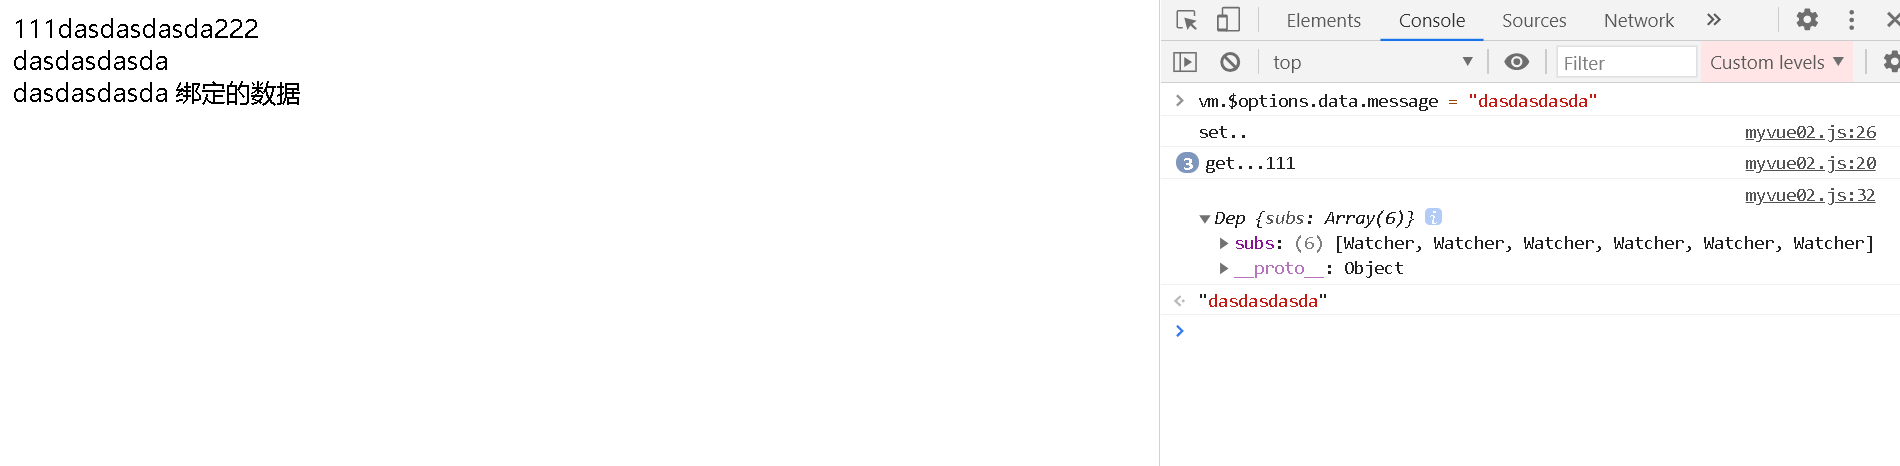 111dasdasdasda222
dasdasdasda
dasdasdasda 绑定的数据
Elements Console Sources Network »
top Filter Custom levels
vm.$options.data.message = "dasdasdasda"
set.. myvue02.js:26
3 get...111 myvue02.js:20
myvue02.js:32
Dep {subs: Array(6)} i
subs: (6) [Watcher, Watcher, Watcher, Watcher, Watcher, Watcher]
__proto__: Object
"dasdasdasda"